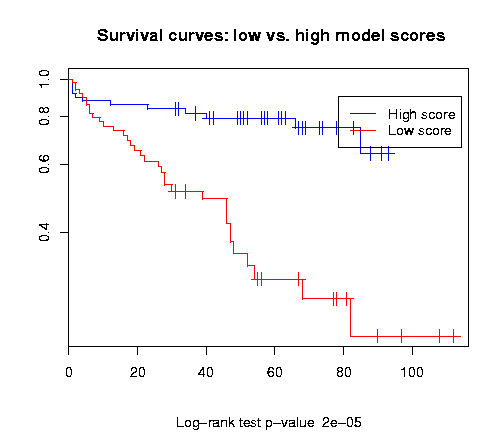 Survival curves: low vs. high model scores
1.0
0.8
0.6
0.4
High score
Low score
0
20
40
60
80
100
Log-rank test p-value 2e-05